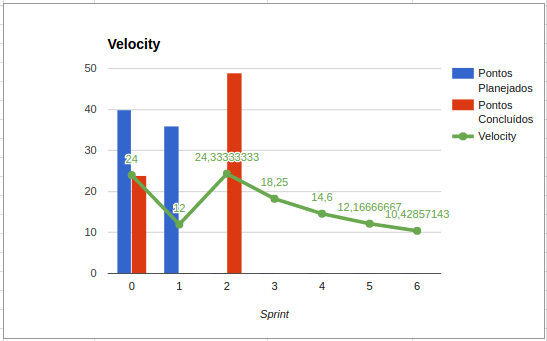 Velocity
50
40
30
20
10
0
24
12
24,33333333
18,25
14,6
12,16666667
10,42857143
0 1 2 3 4 5 6
Sprint
Pontos
Planejados
Pontos
Concluídos
Velocity